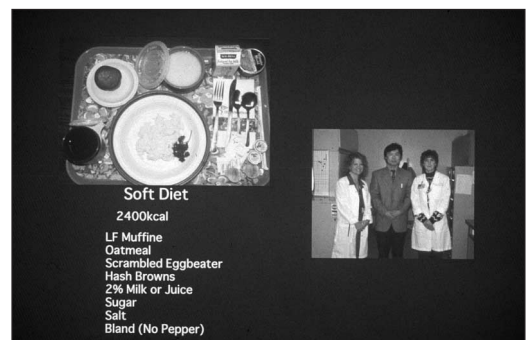 Soft Diet
2400kcal
LF Muffine
Oatmeal
Scrambled Eggbeater
Hash Browns
2% Milk or Juice
Sugar
Salt
Bland (No Pepper)